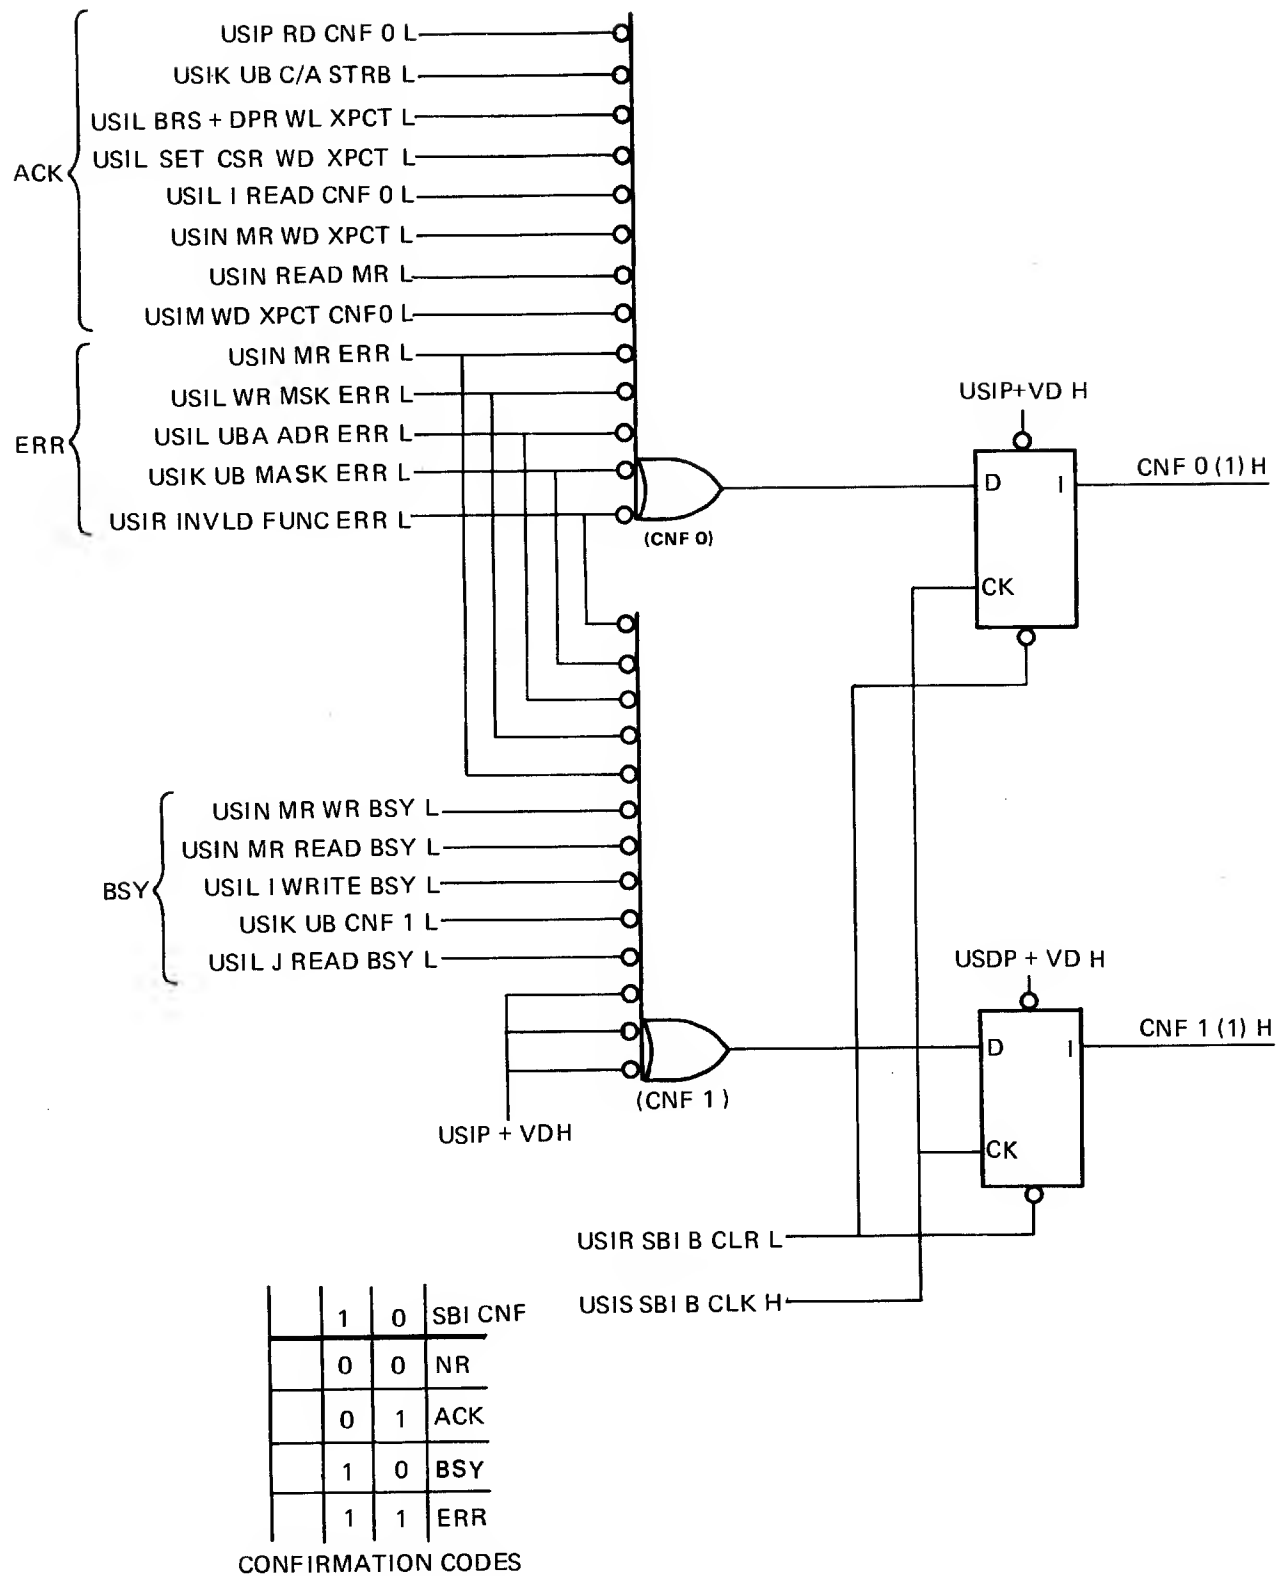 USIP RD CNF 0 L
USIK UB C/A STRB L
USIL BRS + DPR WL XPCT L
USIL SET CSR WD XPCT L
ACK
USIL I READ CNF 0 L
USIN MR WD XPCT L
USIN READ MR L
USIM WD XPCT CNF0 L
USIN MR ERR L
USIL WR MSK ERR L
USIL UBA ADR ERR L
ERR
USIK UB MASK ERR L
USIR INVLD FUNC ERR L
(CNF 0)
USIP+VD H
D I
CK
CNF 0 (1) H
USIN MR WR BSY L
USIN MR READ BSY L
USIL I WRITE BSY L
BSY
USIK UB CNF 1 L
USIL J READ BSY L
USIP + VDH
(CNF 1)
USDP + VD H
D I
CK
CNF 1 (1) H
USIR SBI B CLR L
USIS SBI B CLK H
1 0 SBI CNF
0 0 NR
0 1 ACK
1 0 BSY
1 1 ERR
CONFIRMATION CODES